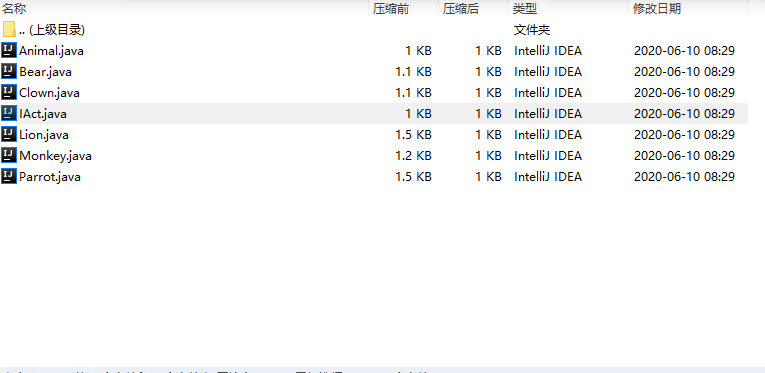 名称 压缩前 压缩后 类型 修改日期
.. (上级目录) 文件夹
Animal.java 1 KB 1 KB IntelliJ IDEA 2020-06-10 08:29
Bear.java 1.1 KB 1 KB IntelliJ IDEA 2020-06-10 08:29
Clown.java 1.1 KB 1 KB IntelliJ IDEA 2020-06-10 08:29
IAct.java 1 KB 1 KB IntelliJ IDEA 2020-06-10 08:29
Lion.java 1.5 KB 1 KB IntelliJ IDEA 2020-06-10 08:29
Monkey.java 1.2 KB 1 KB IntelliJ IDEA 2020-06-10 08:29
Parrot.java 1.5 KB 1 KB IntelliJ IDEA 2020-06-10 08:29